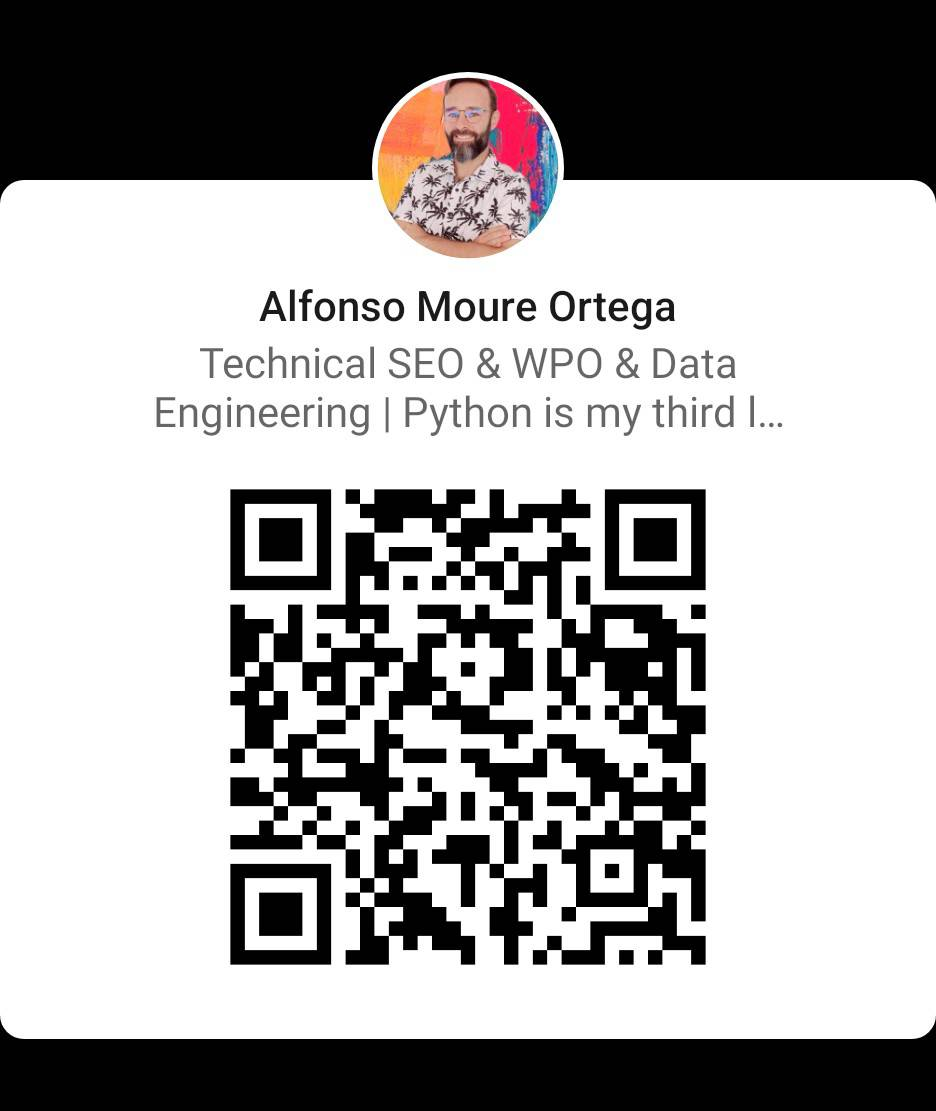 Alfonso Moure Ortega
Technical SEO & WPO & Data
Engineering | Python is my third l...